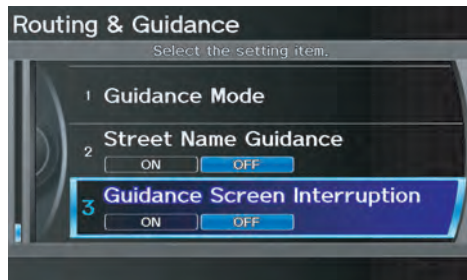 Routing & Guidance
Select the setting item.
1 Guidance Mode
2 Street Name Guidance
ON OFF
3 Guidance Screen Interruption
ON OFF